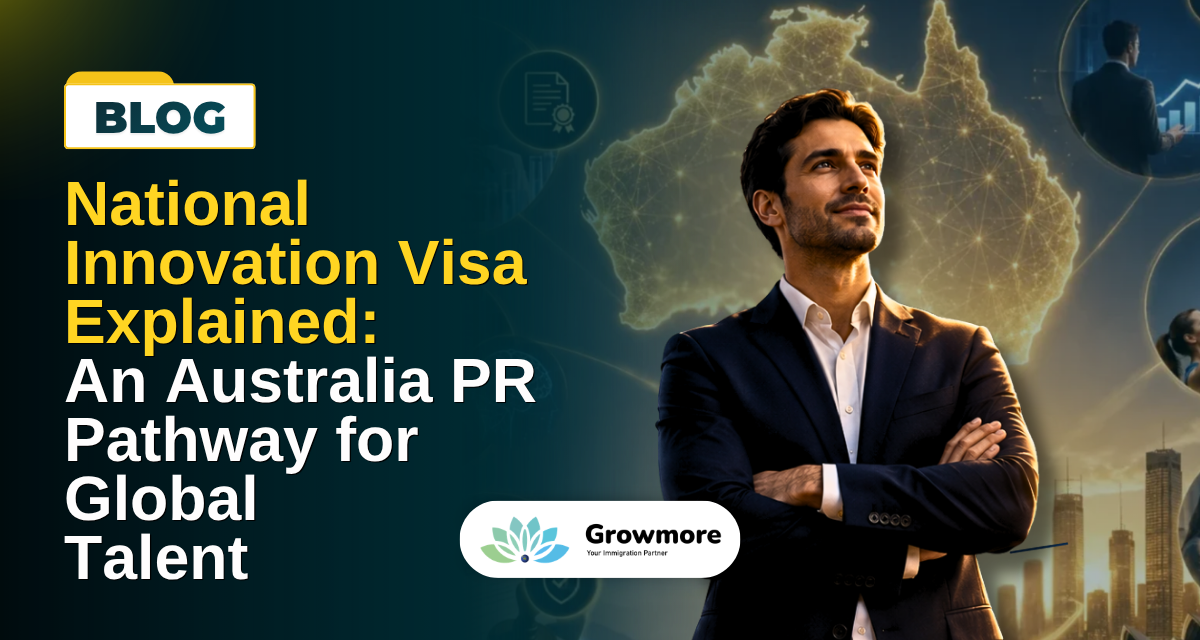 BLOG
National
Innovation Visa
Explained:
An Australia PR
Pathway for
Global
Talent
Growmore
Your Immigration Partner